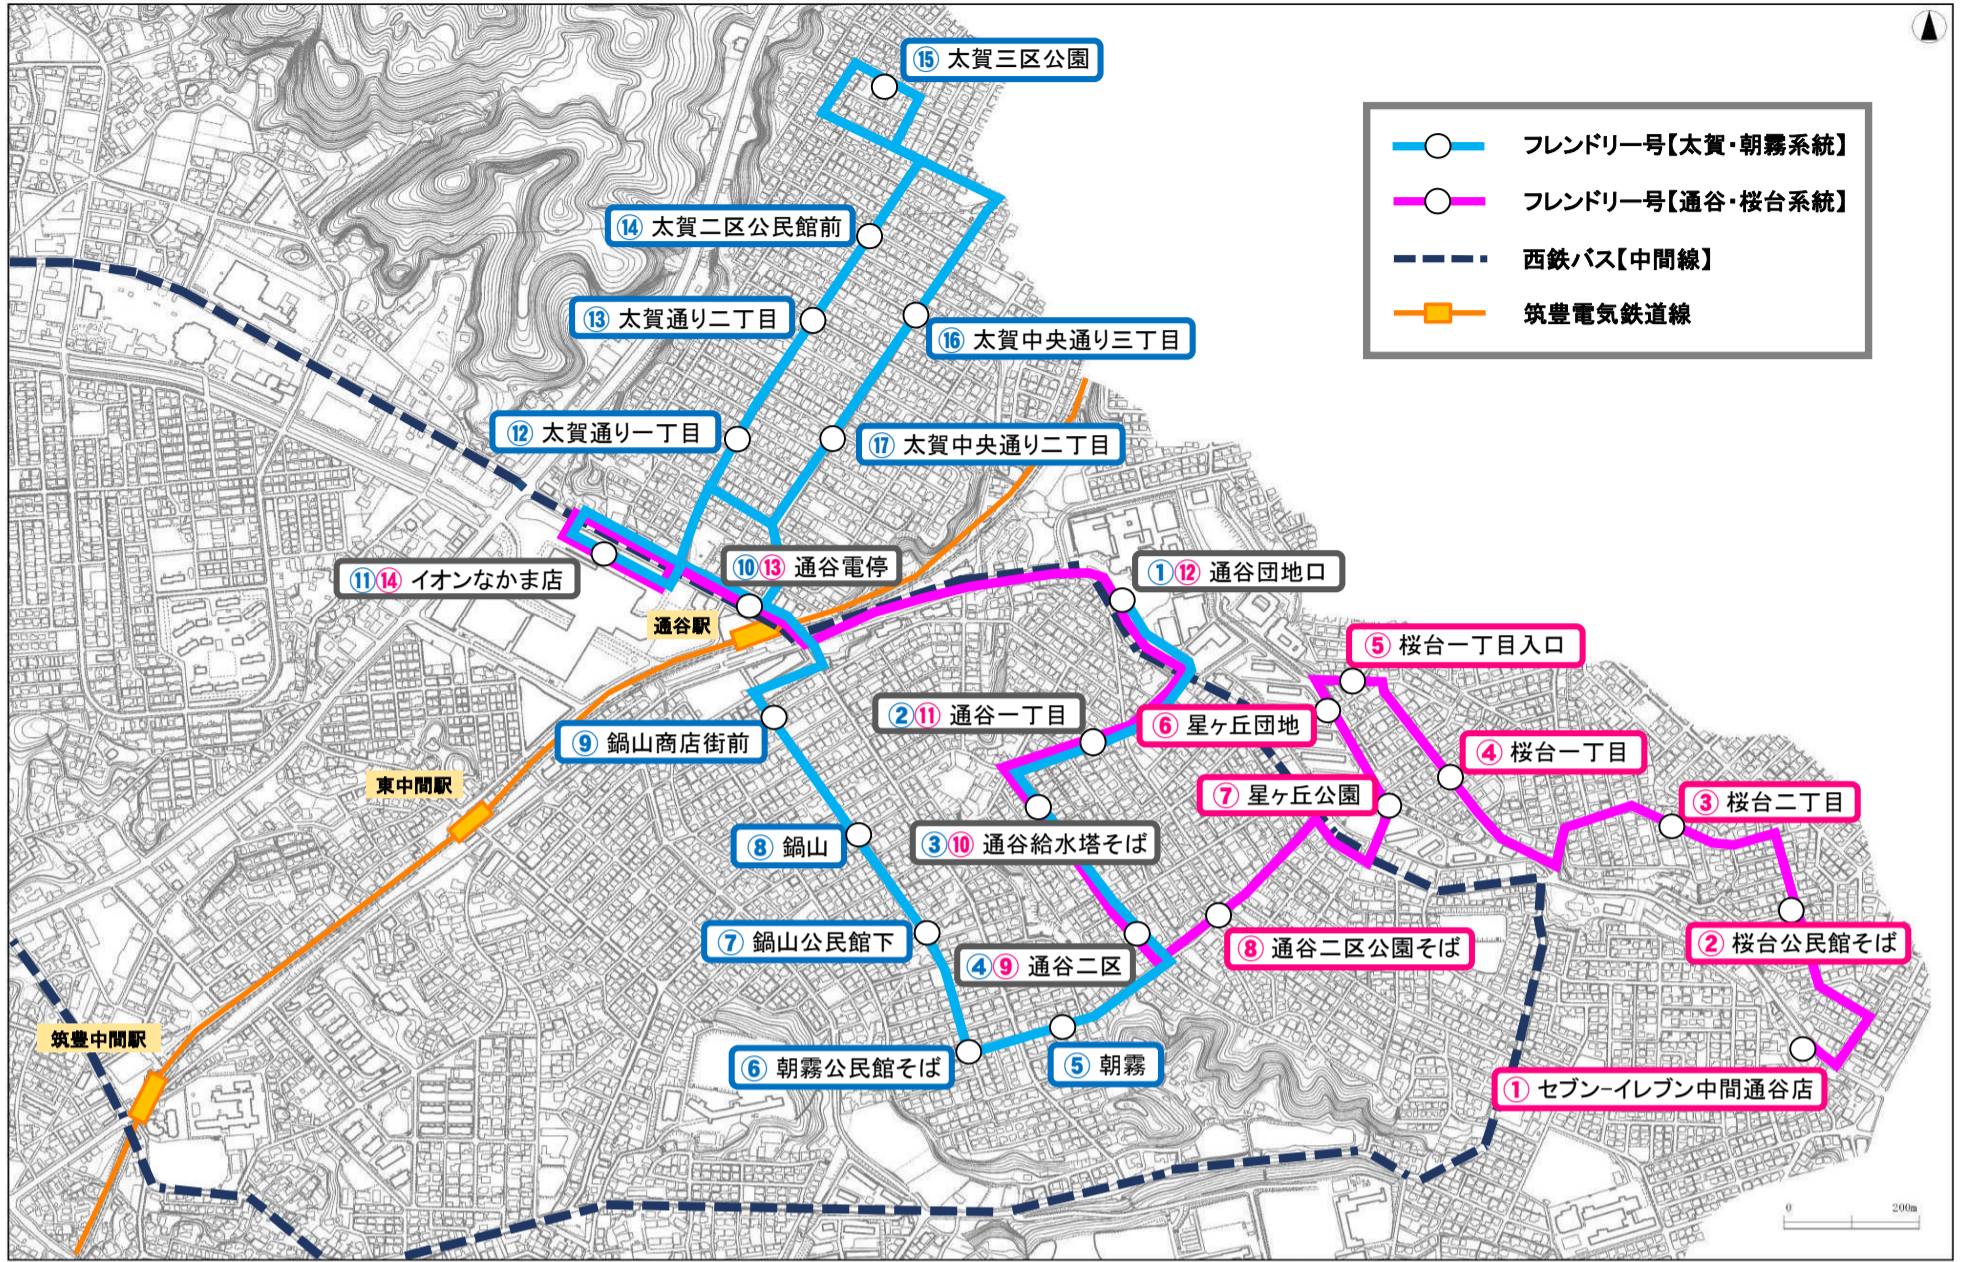 ⑮ 太賀三区公園
フレンドリー号【太賀・朝霧系統】
フレンドリー号【通谷・桜台系統】
西鉄バス【中間線】
筑豊電気鉄道線
⑭ 太賀二区公民館前
⑬ 太賀通り二丁目
⑯ 太賀中央通り三丁目
⑫ 太賀通り一丁目
⑰ 太賀中央通り二丁目
⑪⑭ イオンなかま店
⑩⑬ 通谷電停
①⑫ 通谷団地口
通谷駅
⑤ 桜台一丁目入口
②⑪ 通谷一丁目
⑥ 星ヶ丘団地
⑨ 鍋山商店街前
④ 桜台一丁目
東中間駅
⑦ 星ヶ丘公園
③ 桜台二丁目
⑧ 鍋山
③⑩ 通谷給水塔そば
⑦ 鍋山公民館下
④⑨ 通谷二区
⑧ 通谷二区公園そば
② 桜台公民館そば
筑豊中間駅
⑥ 朝霧公民館そば
⑤ 朝霧
① セブン-イレブン中間通谷店
0 200m